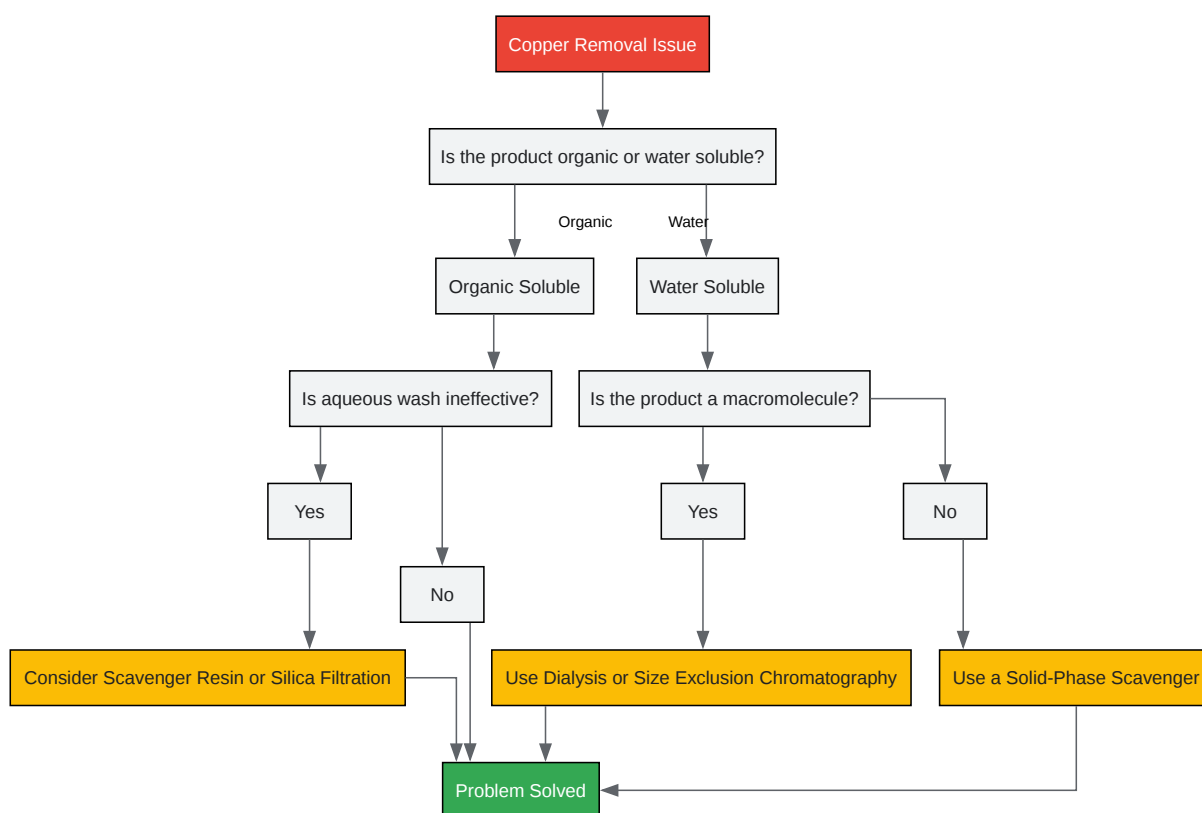 Copper Removal Issue
Is the product organic or water soluble?
Organic
Water
Organic Soluble
Water Soluble
Is aqueous wash ineffective?
Is the product a macromolecule?
Yes
Yes
No
No
Consider Scavenger Resin or Silica Filtration
Use Dialysis or Size Exclusion Chromatography
Use a Solid-Phase Scavenger
Problem Solved